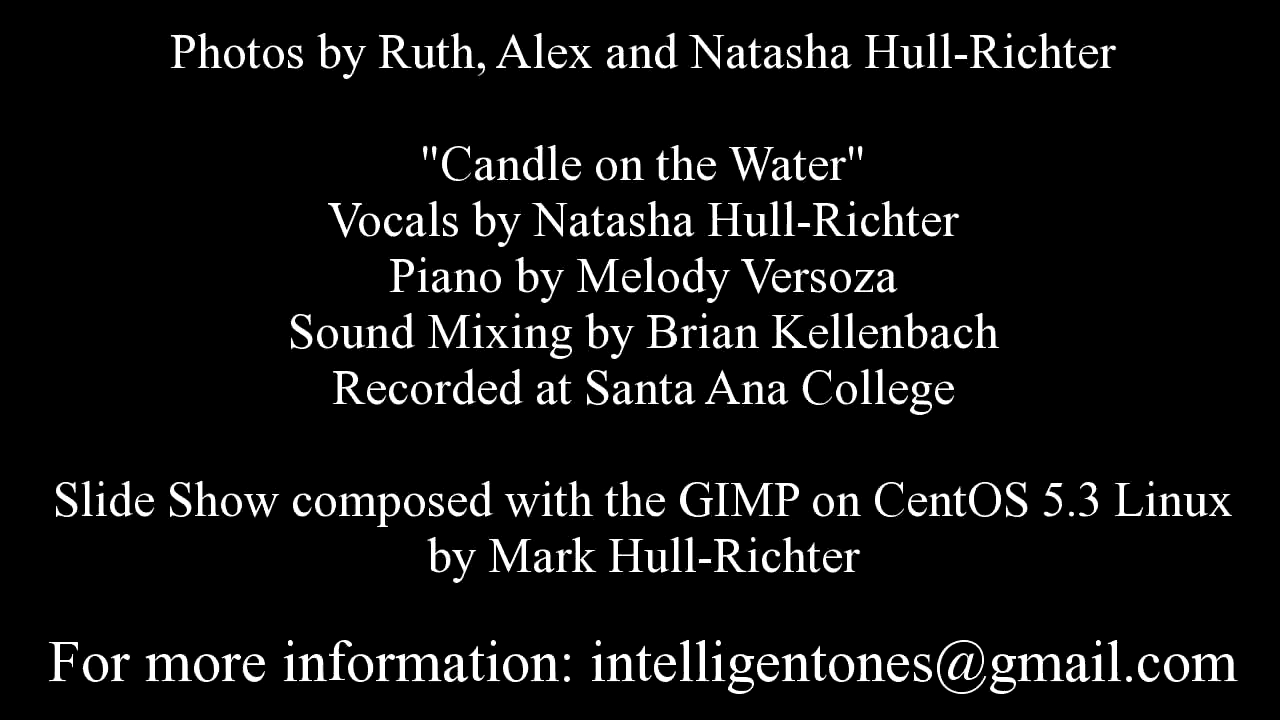 Photos by Ruth, Alex and Natasha Hull-Richter
"Candle on the Water"
Vocals by Natasha Hull-Richter
Piano by Melody Versoza
Sound Mixing by Brian Kellenbach
Recorded at Santa Ana College
Slide Show composed with the GIMP on CentOS 5.3 Linux
by Mark Hull-Richter
For more information: intelligentones@gmail.com